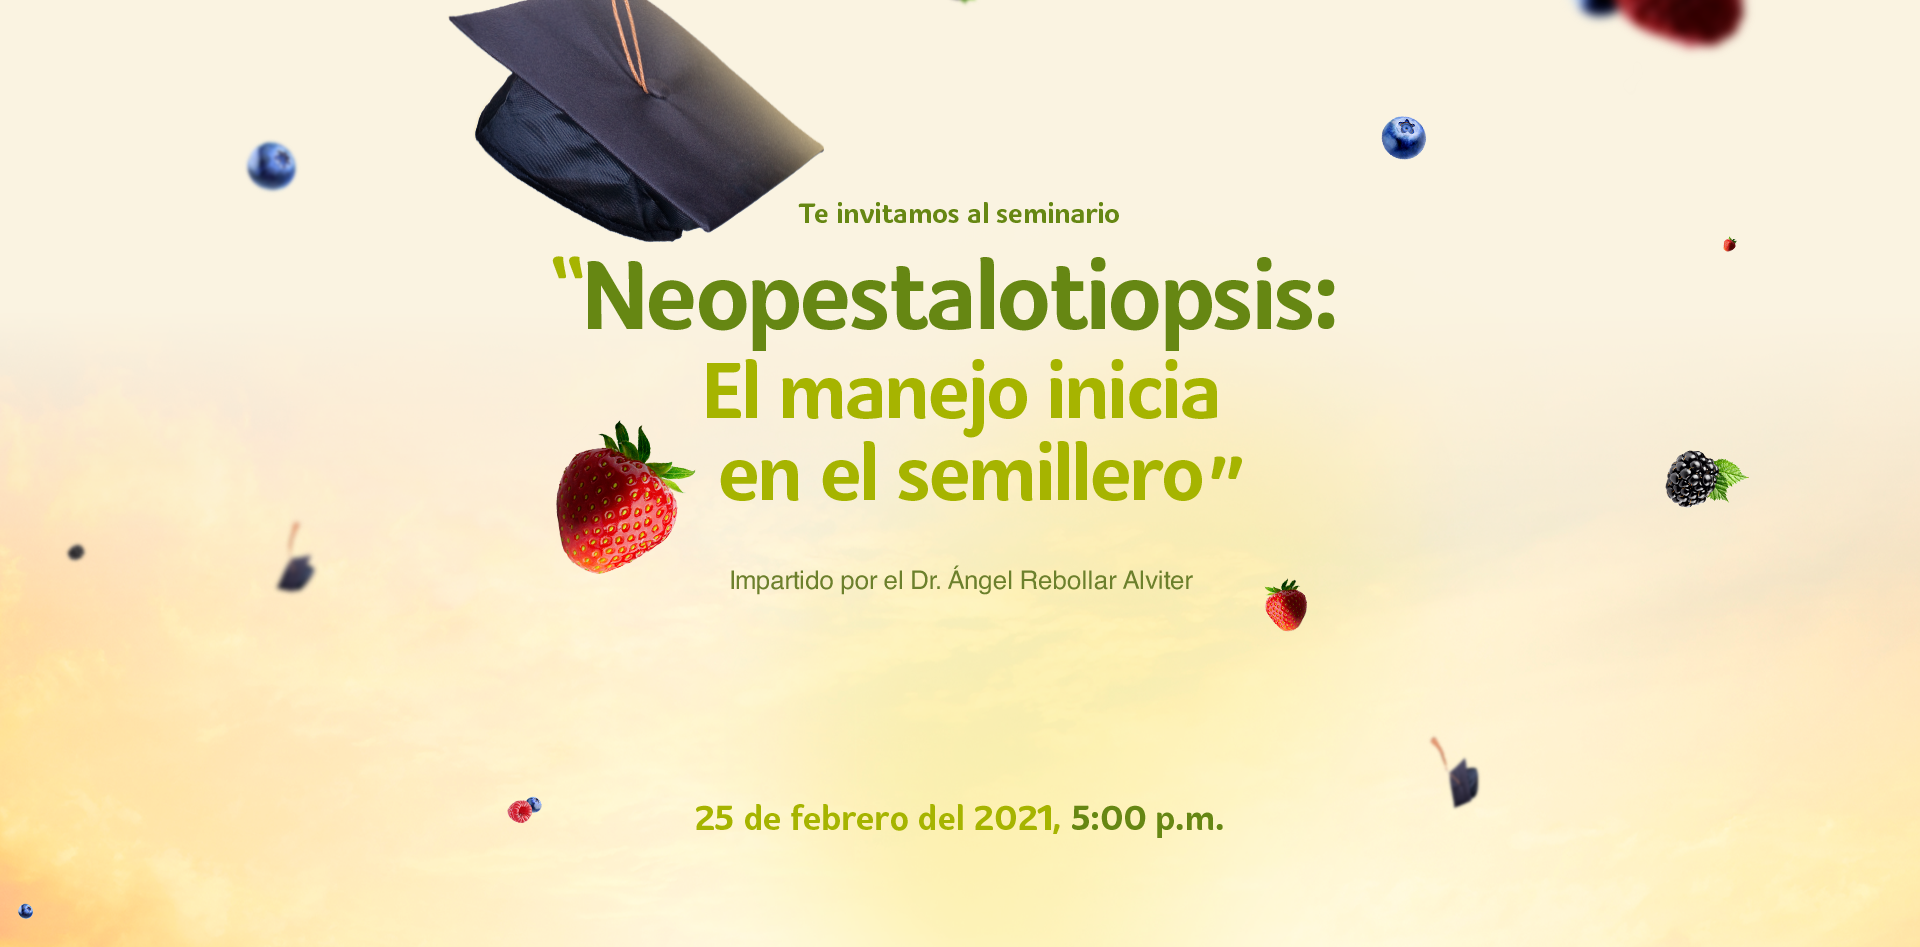 Te invitamos al seminario
“Neopestalotiopsis:
El manejo inicia
en el semillero”
Impartido por el Dr. Ángel Rebollar Alviter
25 de febrero del 2021, 5:00 p.m.